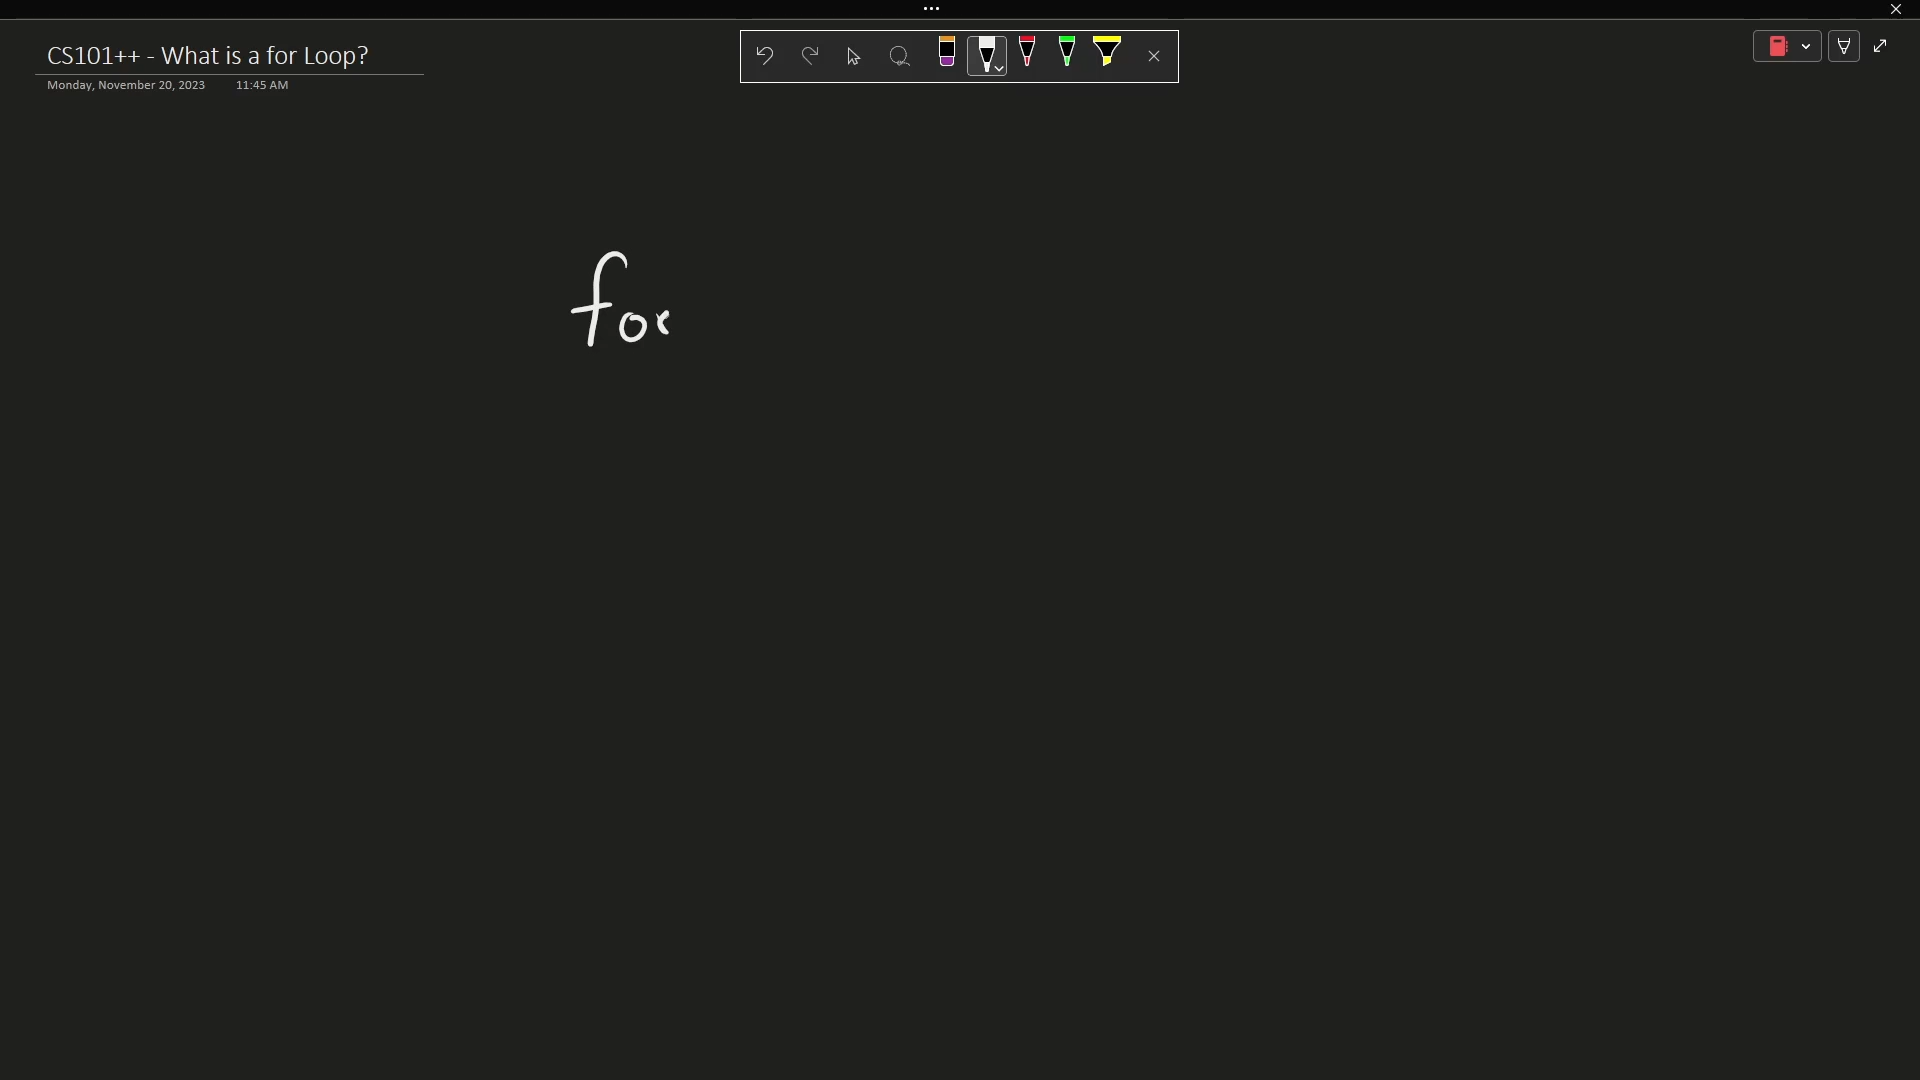 CS101++ - What is a for Loop?
Monday, November 20, 2023 11:45 AM
for